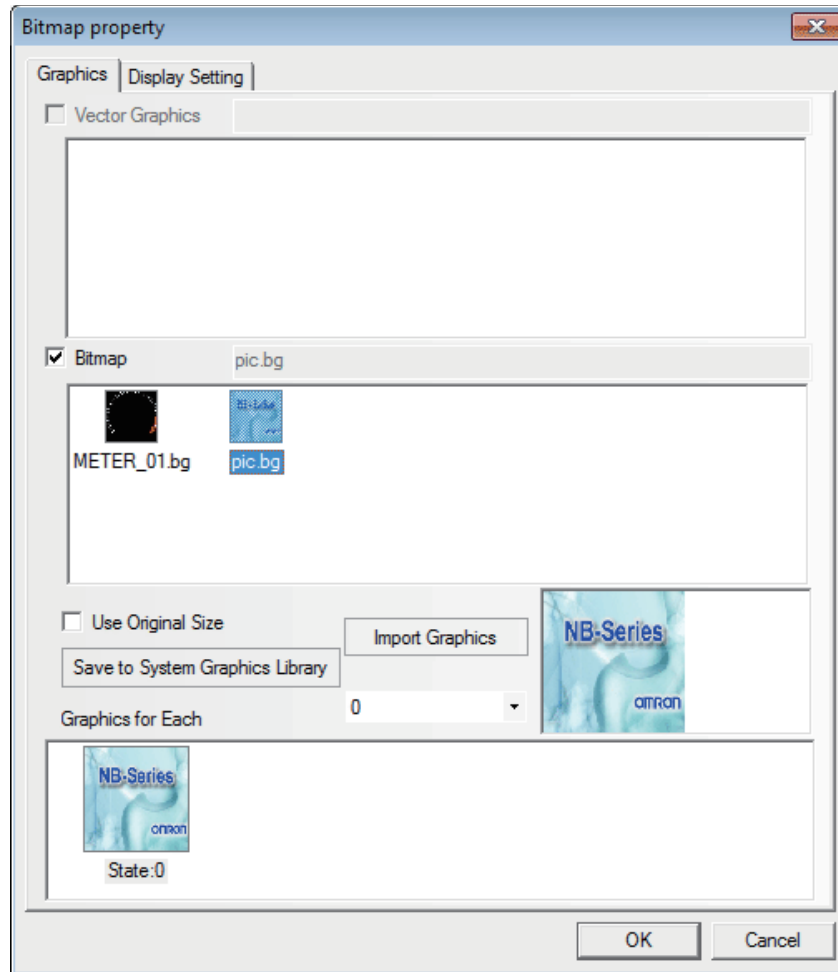 Bitmap property
Graphics Display Setting
Vector Graphics
Bitmap pic.bg
METER_01.bg pic.bg
Use Original Size
Import Graphics
Save to System Graphics Library
NB-Series
OMRON
0
Graphics for Each
NB-Series
OMRON
State:0
OK Cancel